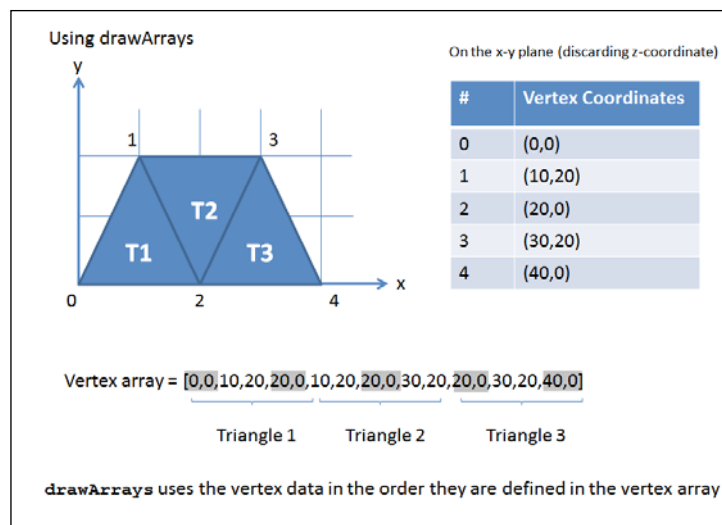 Using drawArrays
On the x-y plane (discarding z-coordinate)
y
# Vertex Coordinates
0 (0,0)
1 (10,20)
2 (20,0)
3 (30,20)
4 (40,0)
1 3
T2
T1 T3
x
0 2 4
Vertex array = [0,0,10,20,20,0,10,20,20,0,30,20,20,0,30,20,40,0]
Triangle 1 Triangle 2 Triangle 3
drawArrays uses the vertex data in the order they are defined in the vertex array